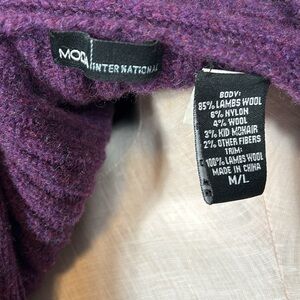 MODA
INTERNATIONAL
BODY:
85% LAMBS WOOL
6% NYLON
4% WOOL
3% KID MOHAIR
2% OTHER FIBERS
TRIM:
100% LAMBS WOOL
MADE IN CHINA
M/L